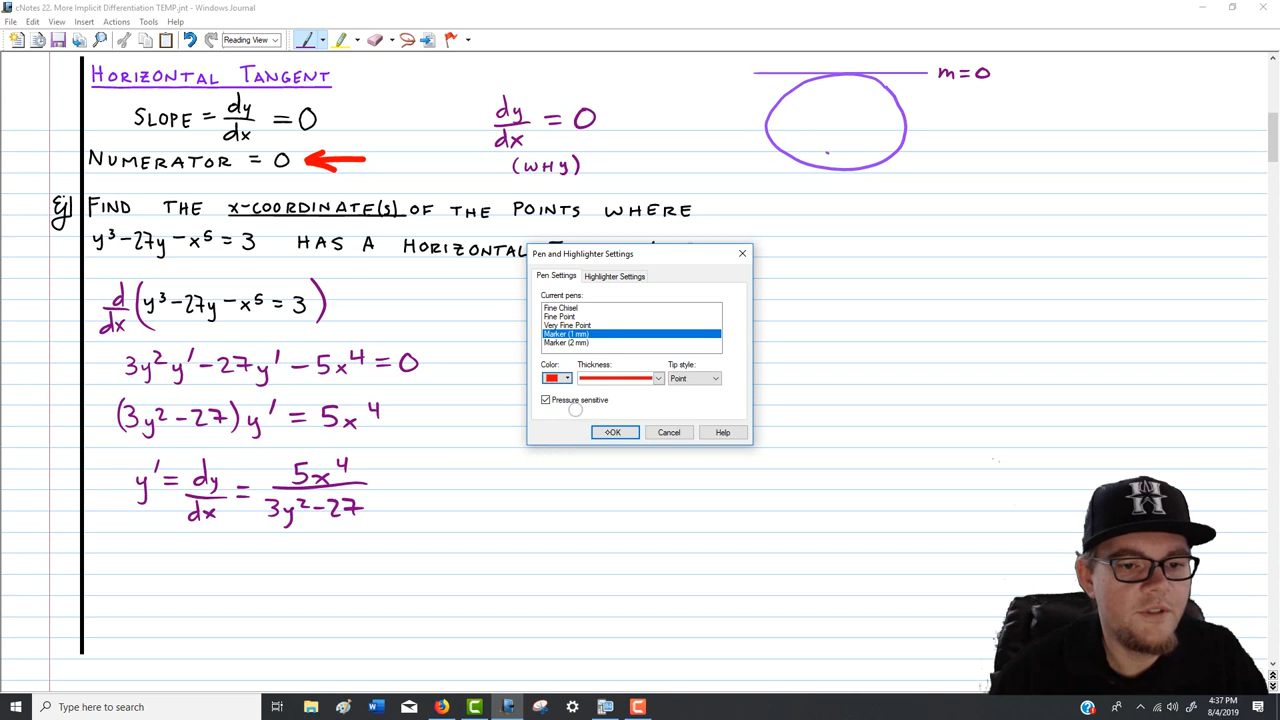 cNotes 22. More Implicit Differentiation TEMP.jnt - Windows Journal
File Edit View Insert Actions Tools Help
Reading View
HORIZONTAL TANGENT
m = 0
SLOPE = dy/dx = 0
dy/dx = 0
NUMERATOR = 0
(WHY)
Ej) FIND THE X-COORDINATE(S) OF THE POINTS WHERE
y³ - 27y - x⁵ = 3 HAS A HORIZONTAL
d/dx (y³ - 27y - x⁵ = 3)
3y²y' - 27y' - 5x⁴ = 0
(3y² - 27)y' = 5x⁴
y' = dy/dx = 5x⁴/3y² - 27
Pen and Highlighter Settings
Pen Settings Highlighter Settings
Current pens:
Fine Chisel
Fine Point
Very Fine Point
Marker (1 mm)
Marker (2 mm)
Color: Thickness: Tip style:
Point
Pressure sensitive
OK Cancel Help
Type here to search
4:37 PM
8/4/2019